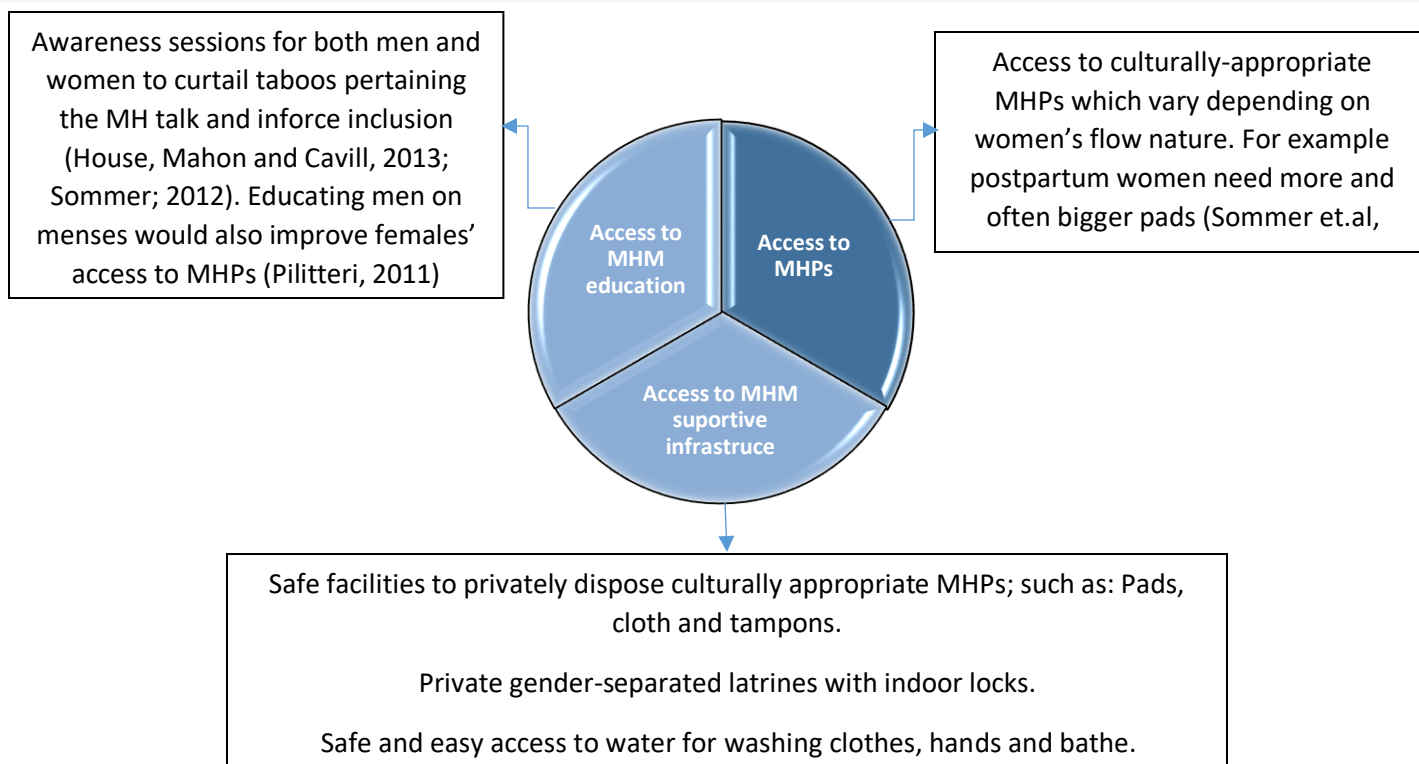 Awareness sessions for both men and
women to curtail taboos pertaining
the MH talk and inforce inclusion
(House, Mahon and Cavill, 2013;
Sommer; 2012). Educating men on
menses would also improve females’
access to MHPs (Pilitteri, 2011)
Access to culturally-appropriate
MHPs which vary depending on
women’s flow nature. For example
postpartum women need more and
often bigger pads (Sommer et.al,
Access to
MHM
education
Access to
MHPs
Access to MHM
suportive
infrastruce
Safe facilities to privately dispose culturally appropriate MHPs; such as: Pads,
cloth and tampons.
Private gender-separated latrines with indoor locks.
Safe and easy access to water for washing clothes, hands and bathe.